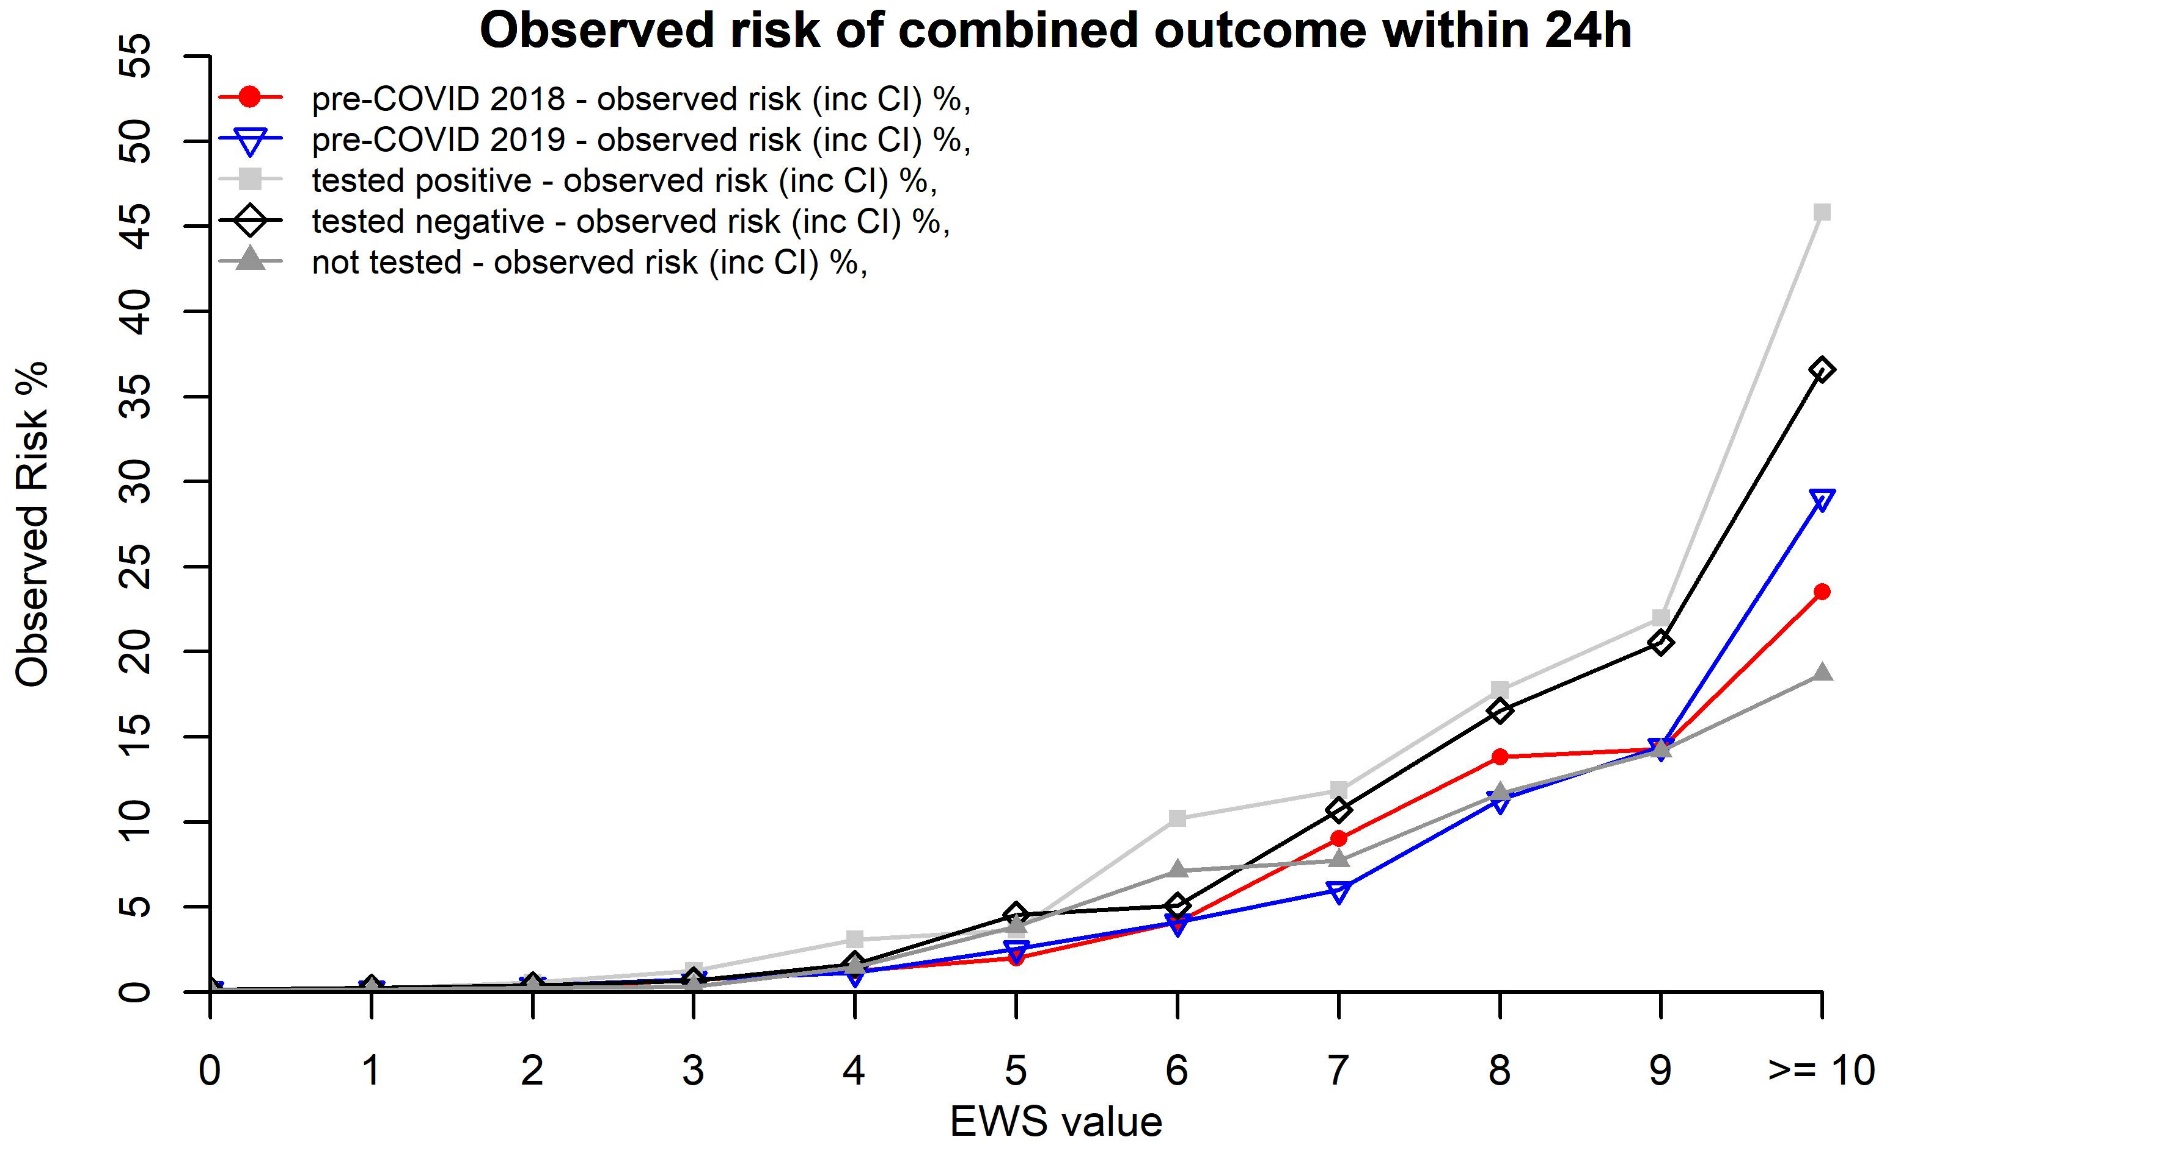 Observed risk of combined outcome within 24h
pre-COVID 2018 - observed risk (inc CI) %,
pre-COVID 2019 - observed risk (inc CI) %,
tested positive - observed risk (inc CI) %,
tested negative - observed risk (inc CI) %,
not tested - observed risk (inc CI) %,
Observed Risk %
55
50
45
40
35
30
25
20
15
10
5
0
0 1 2 3 4 5 6 7 8 9 >= 10
EWS value